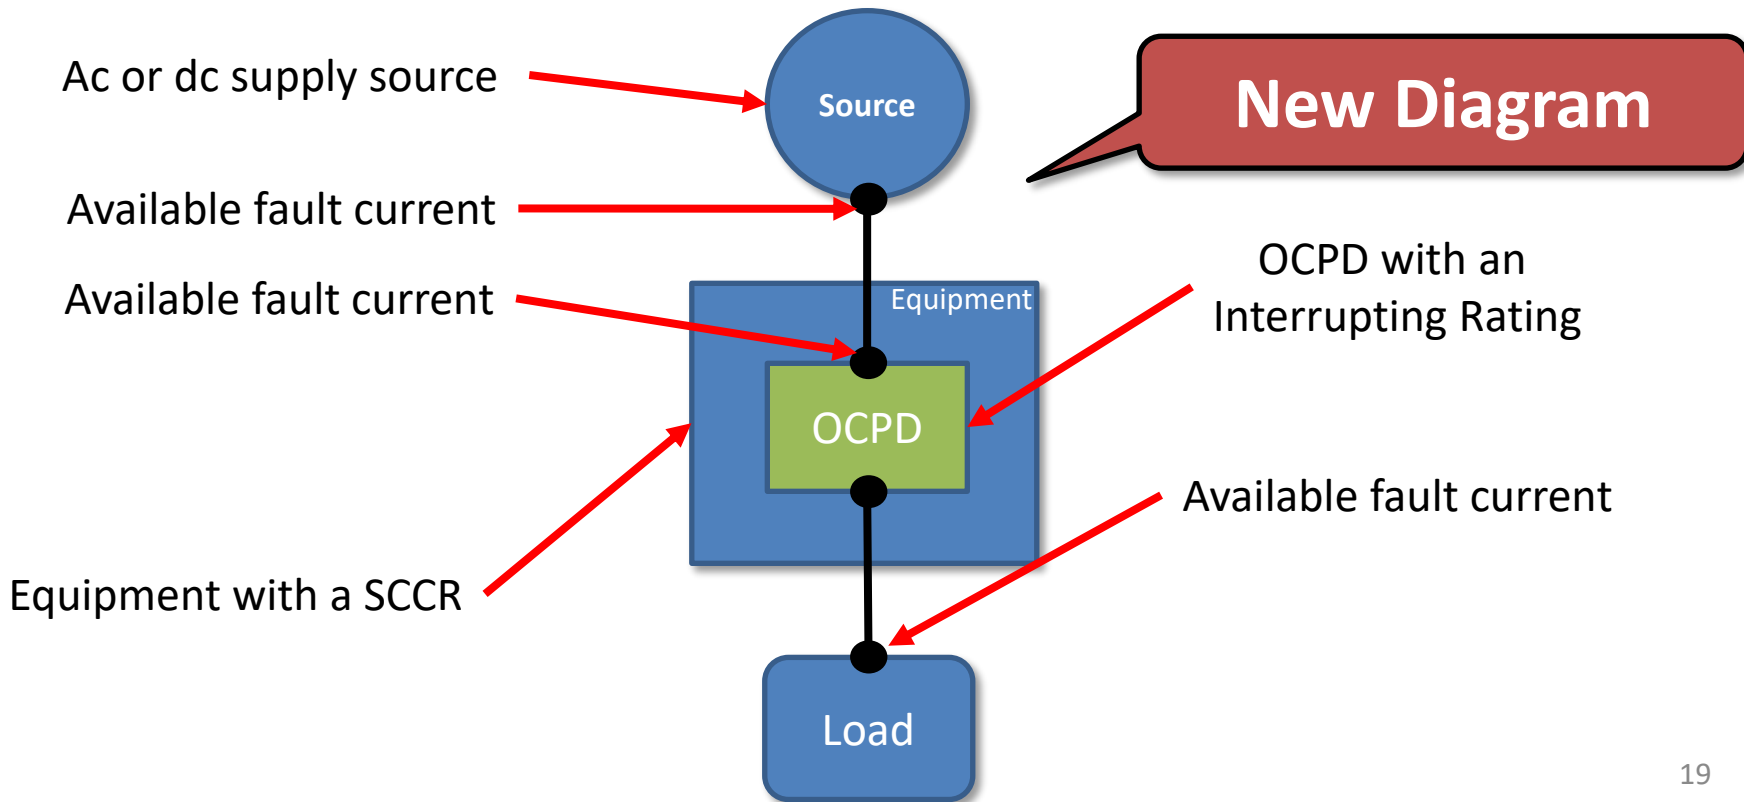 Ac or dc supply source
Source
New Diagram
Available fault current
Available fault current
Equipment
OCPD with an
Interrupting Rating
OCPD
Available fault current
Equipment with a SCCR
Load
19